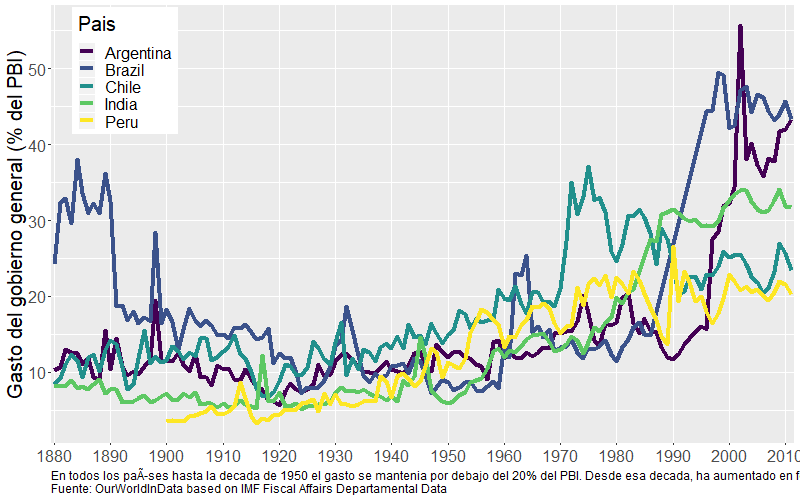 Gasto del gobierno general (% del PBI)
Pais
Argentina
Brazil
Chile
India
Peru
50
40
30
20
10
1880 1890 1900 1910 1920 1930 1940 1950 1960 1970 1980 1990 2000 2010
En todos los paÃ-ses hasta la decada de 1950 el gasto se mantenia por debajo del 20% del PBI. Desde esa decada, ha aumentado en f
Fuente: OurWorldInData based on IMF Fiscal Affairs Departamental Data